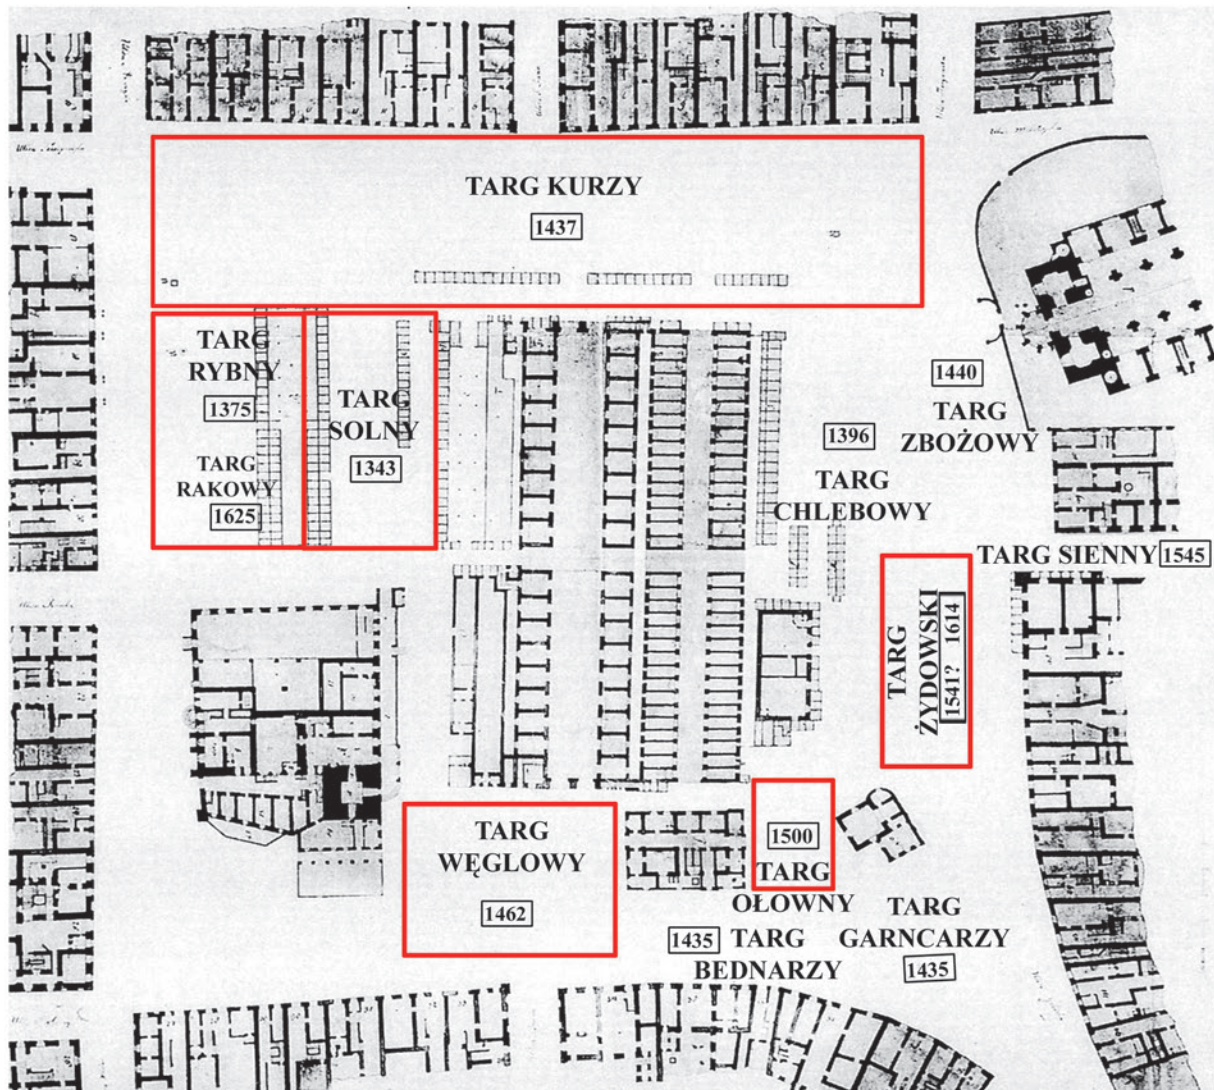 TARG KURZY
1437
TARG
RYBNY
1375
TARG
RAKOWY
1625
TARG
SOLNY
1343
1440
TARG
ZBOŻOWY
1396
TARG
CHLEBOWY
TARG SIENNY 1545
TARG
ŻYDOWSKI
1541? 1614
TARG
WĘGLOWY
1462
1500
TARG
OŁOWNY
1435 TARG
BEDNARZY
TARG
GARNCARZY
1435